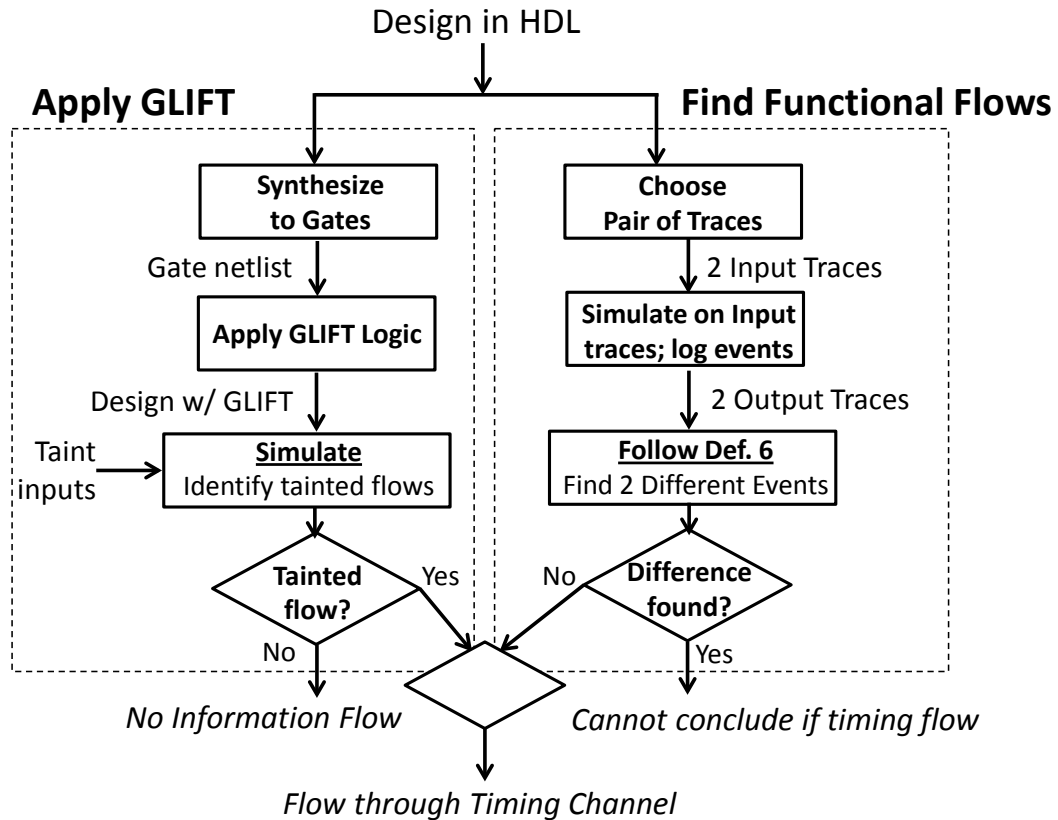 Design in HDL
Apply GLIFT
Find Functional Flows
Synthesize
to Gates
Gate netlist
Apply GLIFT Logic
Design w/ GLIFT
Taint
inputs
Simulate
Identify tainted flows
Tainted
flow?
Yes
No
No Information Flow
Choose
Pair of Traces
2 Input Traces
Simulate on Input
traces; log events
2 Output Traces
Follow Def. 6
Find 2 Different Events
Difference
found?
No
Yes
Cannot conclude if timing flow
Flow through Timing Channel